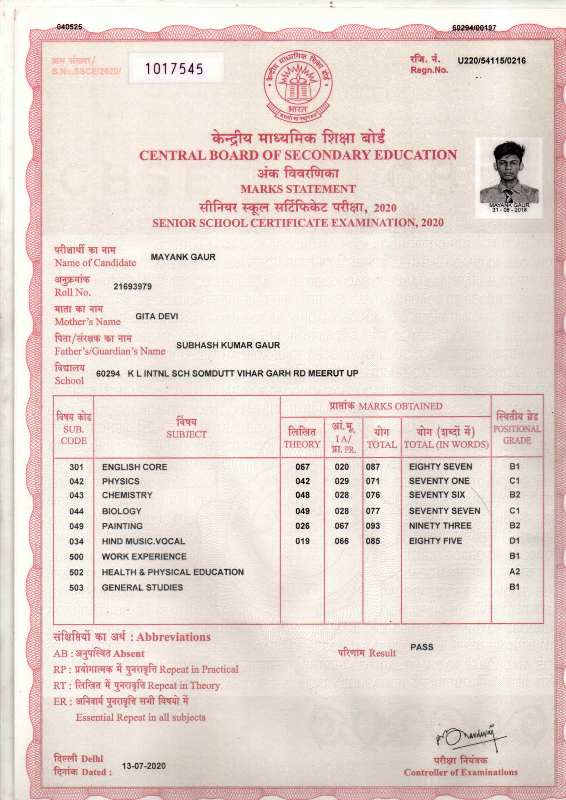 040525
60294/00197
क्रम संख्या/
S.No.SSCE/2020/
1017545
रजि. नं.
Regn.No.
U220/54115/0216
केन्द्रीय माध्यमिक शिक्षा बोर्ड
भारत
केन्द्रीय माध्यमिक शिक्षा बोर्ड
CENTRAL BOARD OF SECONDARY EDUCATION
अंक विवरणिका
MARKS STATEMENT
सीनियर स्कूल सर्टिफिकेट परीक्षा, 2020
SENIOR SCHOOL CERTIFICATE EXAMINATION, 2020
MAYANK GAUR
31-08-2018
परीक्षार्थी का नाम
Name of Candidate MAYANK GAUR
अनुक्रमांक
Roll No. 21693979
माता का नाम
Mother's Name GITA DEVI
पिता/संरक्षक का नाम
Father's/Guardian's Name SUBHASH KUMAR GAUR
विद्यालय
School 60294 K L INTNL SCH SOMDUTT VIHAR GARH RD MEERUT UP
विषय कोड
SUB.
CODE
विषय
SUBJECT
प्राप्तांक MARKS OBTAINED
लिखित
THEORY
आं.मू.
I A/
प्रा. PR.
योग
TOTAL
योग (शब्दों में)
TOTAL (IN WORDS)
स्थितीय ग्रेड
POSITIONAL
GRADE
301 ENGLISH CORE 067 020 087 EIGHTY SEVEN B1
042 PHYSICS 042 029 071 SEVENTY ONE C1
043 CHEMISTRY 048 028 076 SEVENTY SIX B2
044 BIOLOGY 049 028 077 SEVENTY SEVEN C1
049 PAINTING 026 067 093 NINETY THREE B2
034 HIND MUSIC.VOCAL 019 066 085 EIGHTY FIVE D1
500 WORK EXPERIENCE B1
502 HEALTH & PHYSICAL EDUCATION A2
503 GENERAL STUDIES B1
संक्षिप्तियों का अर्थ : Abbreviations
AB : अनुपस्थित Absent
परिणाम Result PASS
RP : प्रयोगात्मक में पुनरावृत्ति Repeat in Practical
RT : लिखित में पुनरावृत्ति Repeat in Theory
ER : अनिवार्य पुनरावृत्ति सभी विषयों में
Essential Repeat in all subjects
दिल्ली Delhi
दिनांक Dated : 13-07-2020
परीक्षा नियंत्रक
Controller of Examinations